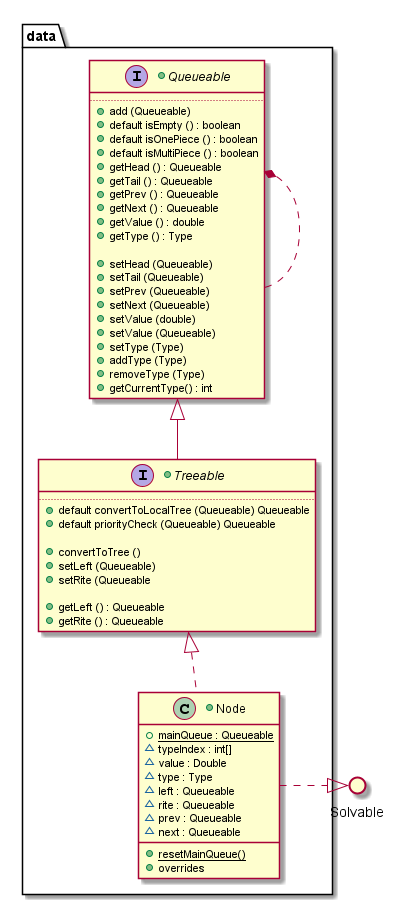 data
I Queueable
add (Queueable)
default isEmpty () : boolean
default isOnePiece () : boolean
default isMultiPiece () : boolean
getHead () : Queueable
getTail () : Queueable
getPrev () : Queueable
getNext () : Queueable
getValue () : double
getType () : Type
setHead (Queueable)
setTail (Queueable)
setPrev (Queueable)
setNext (Queueable)
setValue (double)
setValue (Queueable)
setType (Type)
addType (Type)
removeType (Type)
getCurrentType() : int
I Treeable
default convertToLocalTree (Queueable) Queueable
default priorityCheck (Queueable) Queueable
convertToTree ()
setLeft (Queueable)
setRite (Queueable
getLeft () : Queueable
getRite () : Queueable
C Node
mainQueue : Queueable
typeIndex : int[]
value : Double
type : Type
left : Queueable
rite : Queueable
prev : Queueable
next : Queueable
resetMainQueue()
overrides
Solvable